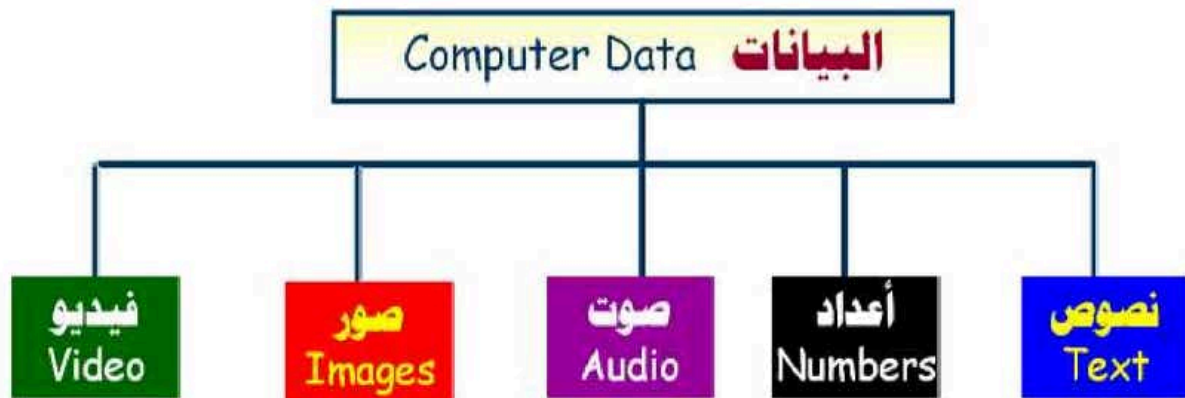 Computer Data البيانات
فيديو
Video
صور
Images
صوت
Audio
أعداد
Numbers
نصوص
Text